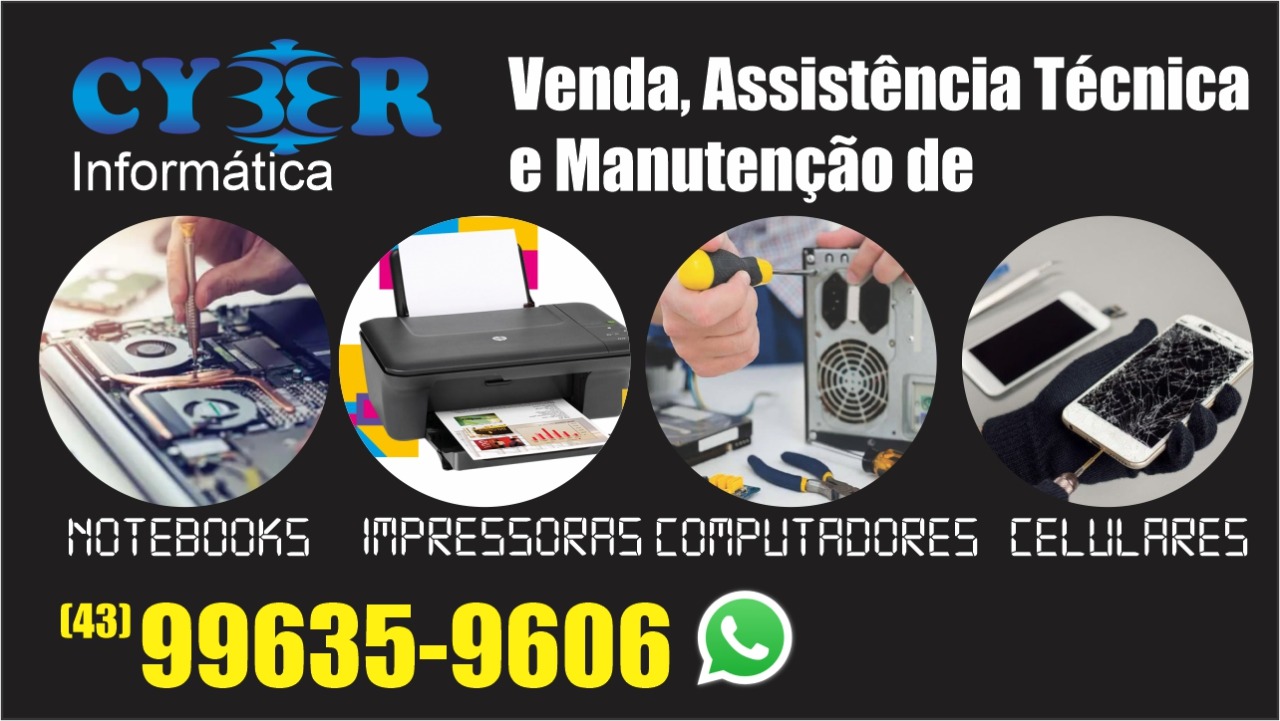 CYBER
Informática
Venda, Assistência Técnica
e Manutenção de
NOTEBOOKS
IMPRESSORAS
COMPUTADORES
CELULARES
(43) 99635-9606